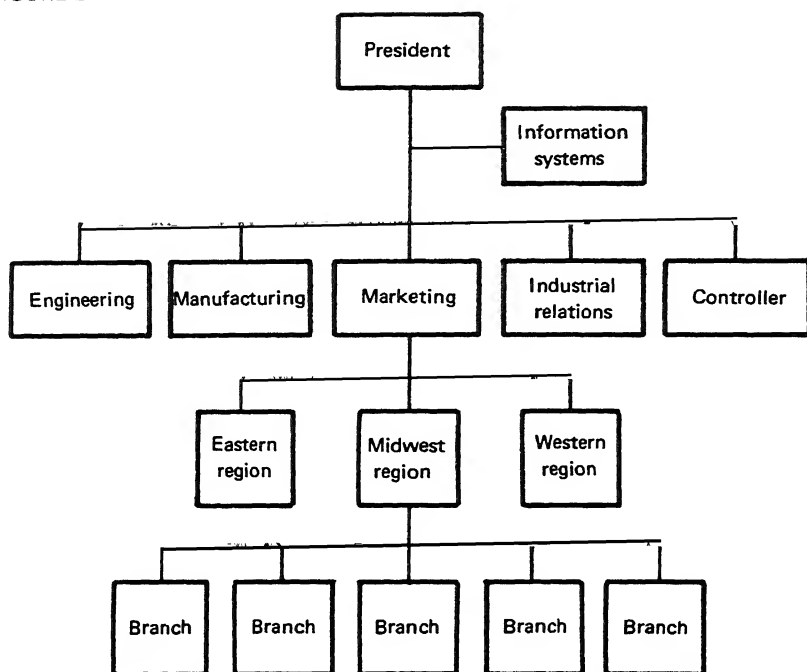 President
Information
systems
Engineering
Manufacturing
Marketing
Industrial
relations
Controller
Eastern
region
Midwest
region
Western
region
Branch
Branch
Branch
Branch
Branch